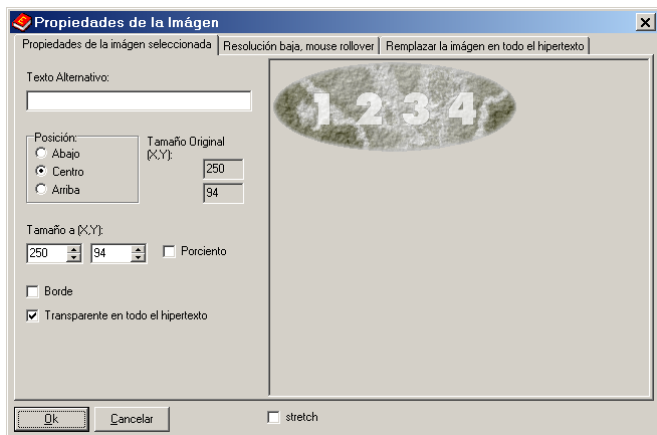 Propiedades de la Imágen
Propiedades de la imágen seleccionada
Resolución baja, mouse rollover
Remplazar la imágen en todo el hipertexto
Texto Alternativo:
Posición:
Abajo
Centro
Arriba
Tamaño Original
(X,Y):
250
94
Tamaño a (X,Y):
250
94
Porciento
Borde
Transparente en todo el hipertexto
1 2 3 4
Ok
Cancelar
stretch